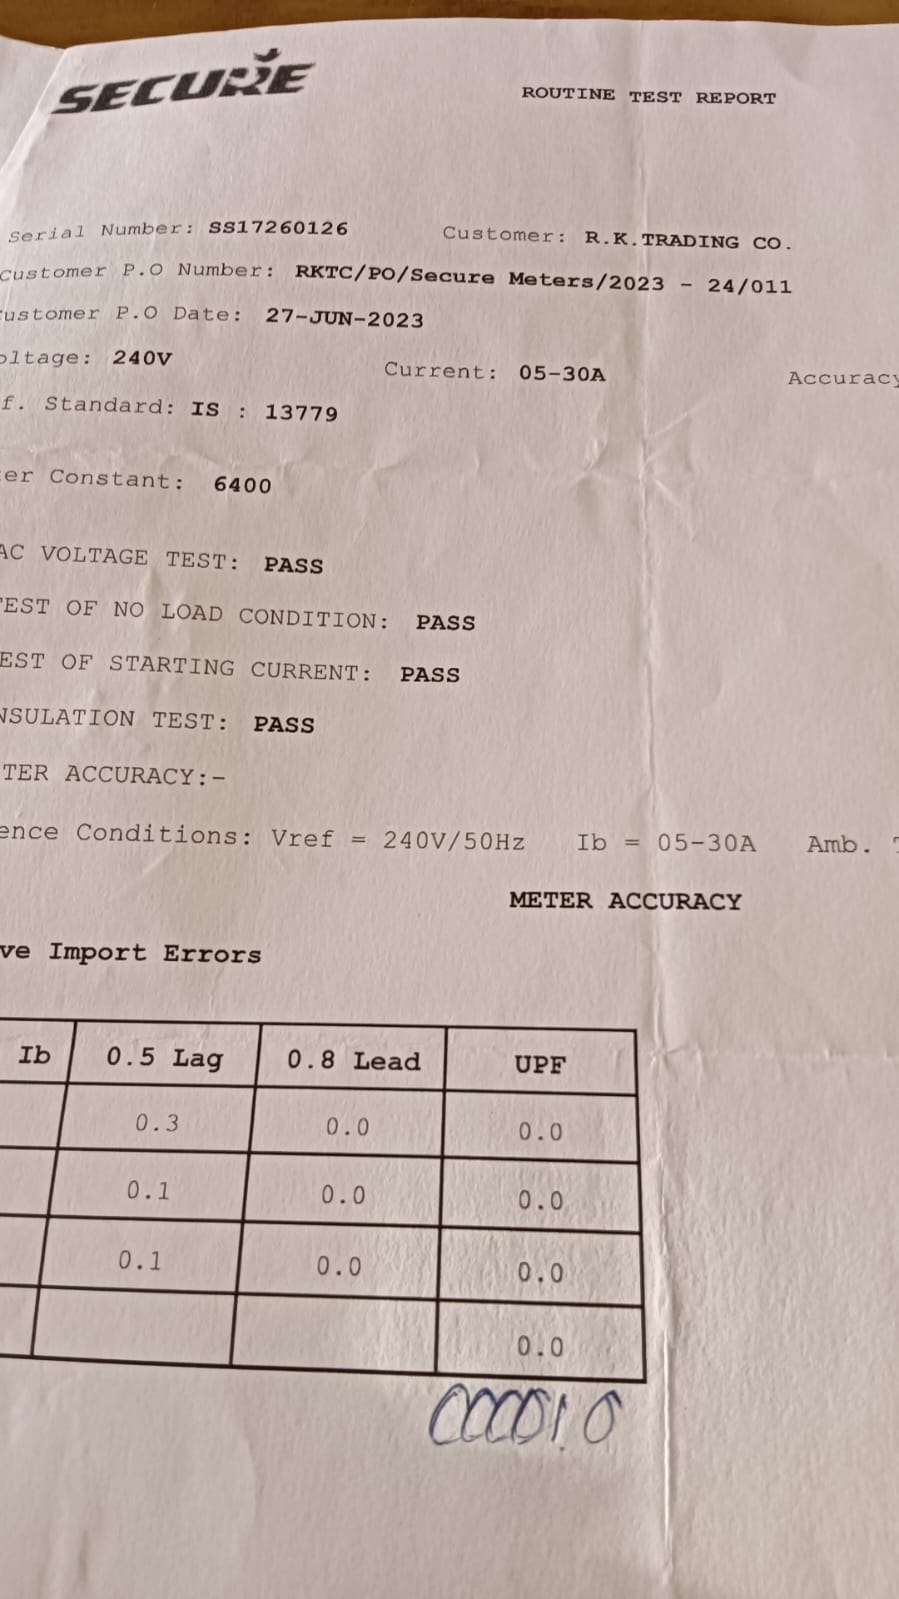 SECURE
ROUTINE TEST REPORT
Serial Number: SS17260126 Customer: R.K.TRADING CO.
Customer P.O Number: RKTC/PO/Secure Meters/2023 - 24/011
ustomer P.O Date: 27-JUN-2023
oltage: 240V Current: 05-30A Accuracy
f. Standard: IS : 13779
er Constant: 6400
AC VOLTAGE TEST: PASS
TEST OF NO LOAD CONDITION: PASS
EST OF STARTING CURRENT: PASS
NSULATION TEST: PASS
TER ACCURACY:-
ence Conditions: Vref = 240V/50Hz Ib = 05-30A Amb.
METER ACCURACY
ve Import Errors
Ib 0.5 Lag 0.8 Lead UPF
0.3 0.0 0.0
0.1 0.0 0.0
0.1 0.0 0.0
0.0